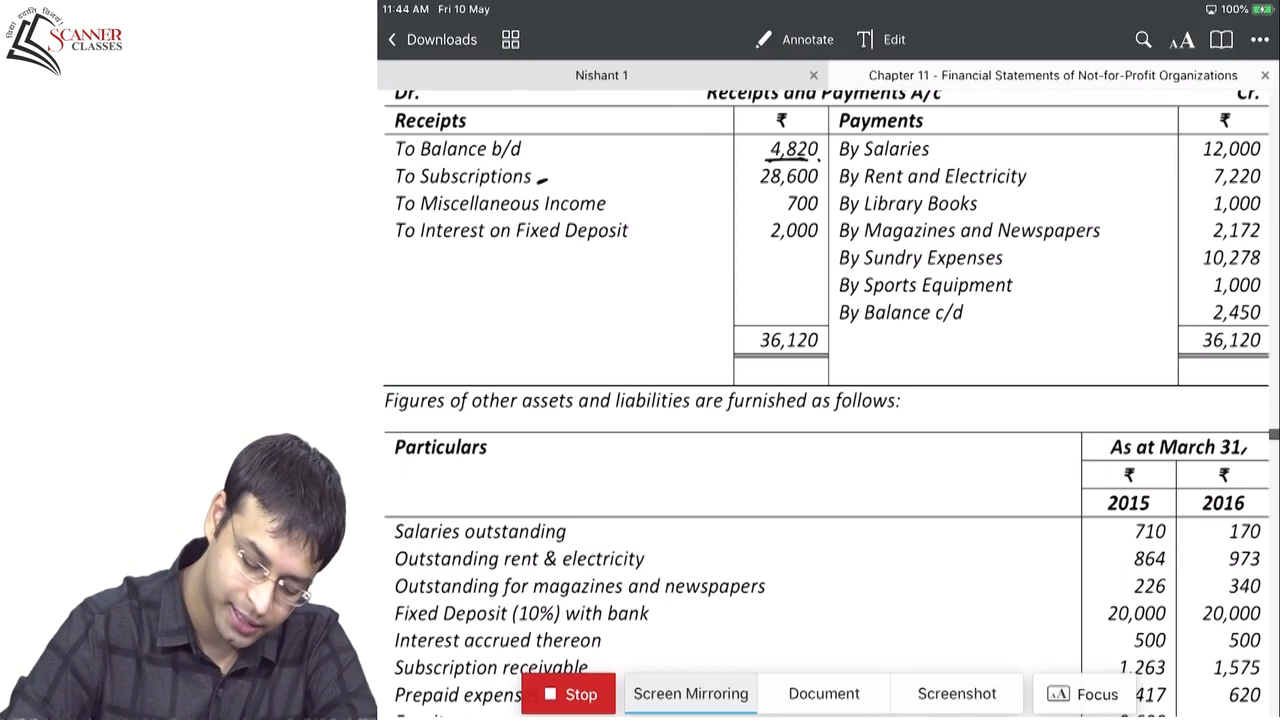 विद्या ददाति विनयं।
SCANNER
CLASSES
11:44 AM Fri 10 May
100%
Downloads
Annotate
Edit
Nishant 1
Chapter 11 - Financial Statements of Not-for-Profit Organizations
Dr. Receipts and Payments A/c Cr.
Receipts ₹ Payments ₹
To Balance b/d 4,820 By Salaries 12,000
To Subscriptions 28,600 By Rent and Electricity 7,220
To Miscellaneous Income 700 By Library Books 1,000
To Interest on Fixed Deposit 2,000 By Magazines and Newspapers 2,172
By Sundry Expenses 10,278
By Sports Equipment 1,000
By Balance c/d 2,450
36,120 36,120
Figures of other assets and liabilities are furnished as follows:
Particulars As at March 31,
₹ ₹
2015 2016
Salaries outstanding 710 170
Outstanding rent & electricity 864 973
Outstanding for magazines and newspapers 226 340
Fixed Deposit (10%) with bank 20,000 20,000
Interest accrued thereon 500 500
Subscription receivable 1,263 1,575
Prepaid expens 417 620
Stop
Screen Mirroring
Document
Screenshot
Focus